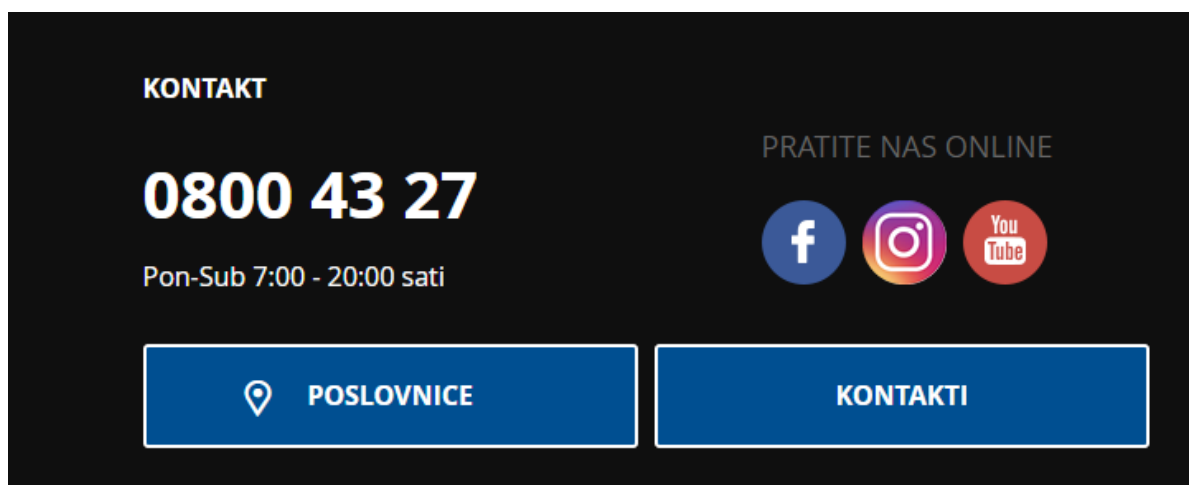 KONTAKT
0800 43 27
Pon-Sub 7:00 - 20:00 sati
PRATITE NAS ONLINE
f
You
Tube
POSLOVNICE
KONTAKTI